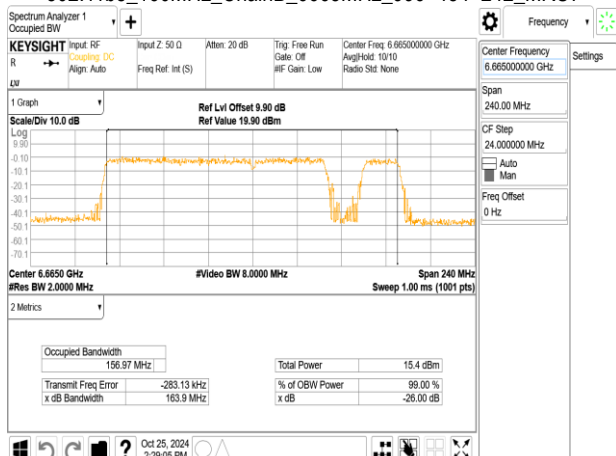 Spectrum Analyzer 1
Occupied BW
Frequency
Settings
KEYSIGHT
R
Input: RF
Coupling: DC
Align: Auto
Input Z: 50 Ω
Freq Ref: Int (S)
Atten: 20 dB
Trig: Free Run
Gate: Off
#IF Gain: Low
Center Freq: 6.665000000 GHz
Avg|Hold: 10/10
Radio Std: None
Center Frequency
6.665000000 GHz
Span
240.00 MHz
CF Step
24.000000 MHz
Auto
Man
Freq Offset
0 Hz
1 Graph
Scale/Div 10.0 dB
Ref Lvl Offset 9.90 dB
Ref Value 19.90 dBm
Log
9.90
-0.10
-10.1
-20.1
-30.1
-40.1
-50.1
-60.1
-70.1
Center 6.6650 GHz
#Video BW 8.0000 MHz
Span 240 MHz
#Res BW 2.0000 MHz
Sweep 1.00 ms (1001 pts)
2 Metrics
Occupied Bandwidth
156.97 MHz
Total Power 15.4 dBm
Transmit Freq Error -283.13 kHz
% of OBW Power 99.00 %
x dB Bandwidth 163.9 MHz
x dB -26.00 dB
Oct 25, 2024
2:29:05 PM